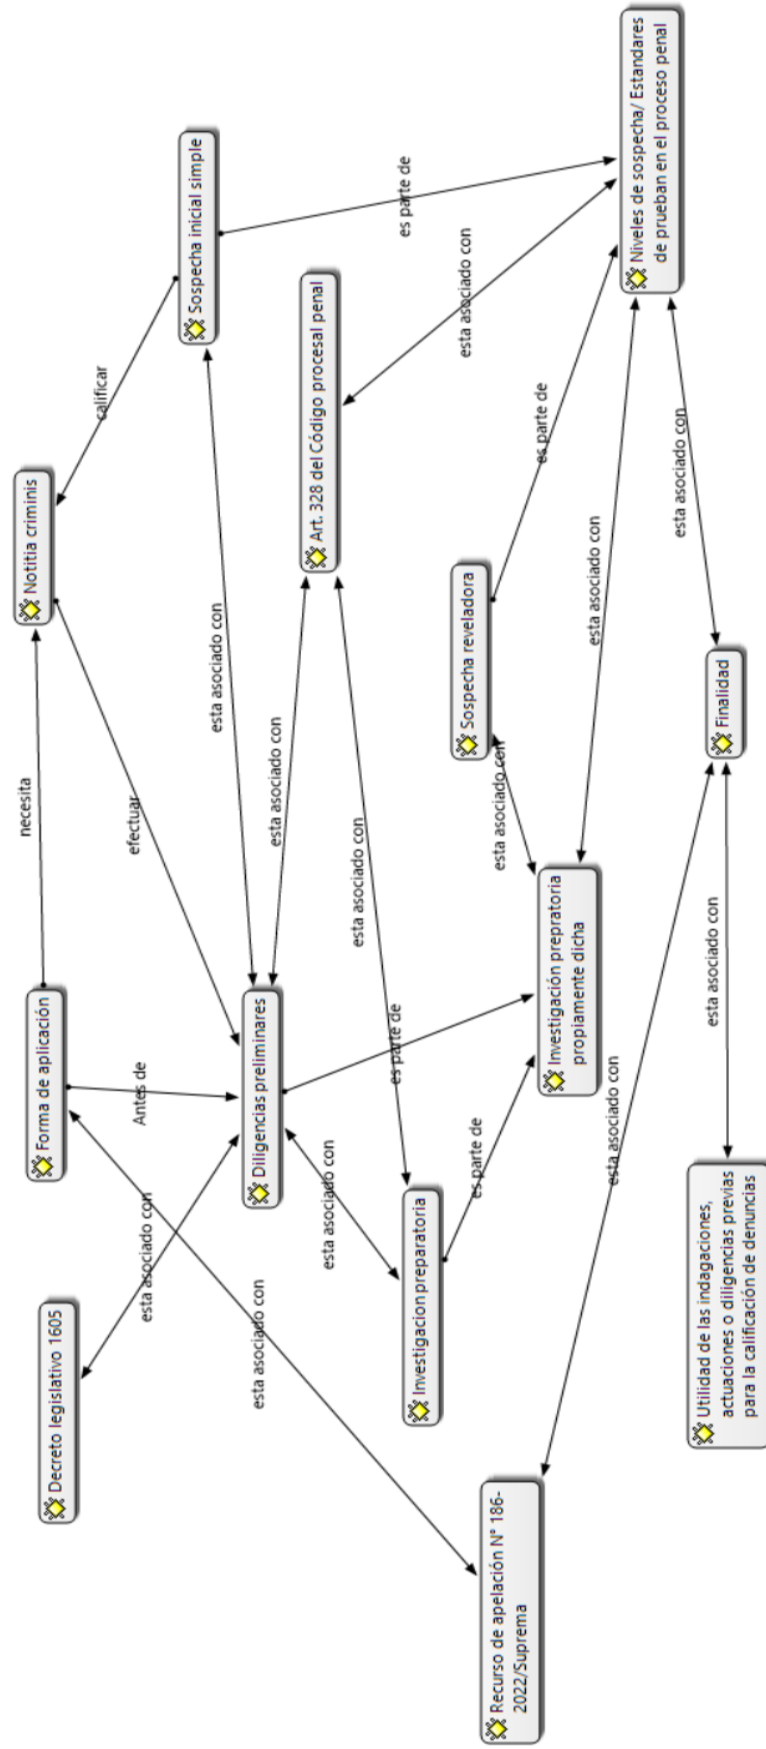 Decreto legislativo 1605
Forma de aplicación
necesita
Notitia criminis
calificar
Antes de
efectuar
esta asociado con
Sospecha inicial simple
Diligencias preliminares
esta asociado con
esta asociado con
esta asociado con
esta asociado con
Art. 328 del Código procesal penal
es parte de
esta asociado con
esta asociado con
es parte de
Investigacion preparatoria
es parte de
esta asociado con
Sospecha reveladora
es parte de
Recurso de apelación N° 186-
2022/Suprema
Investigación prepratoria
propiamente dicha
esta asociado con
esta asociado con
Niveles de sospecha/ Estandares
de prueban en el proceso penal
esta asociado con
Finalidad
esta asociado con
Utilidad de las indagaciones,
actuaciones o diligencias previas
para la calificación de denuncias